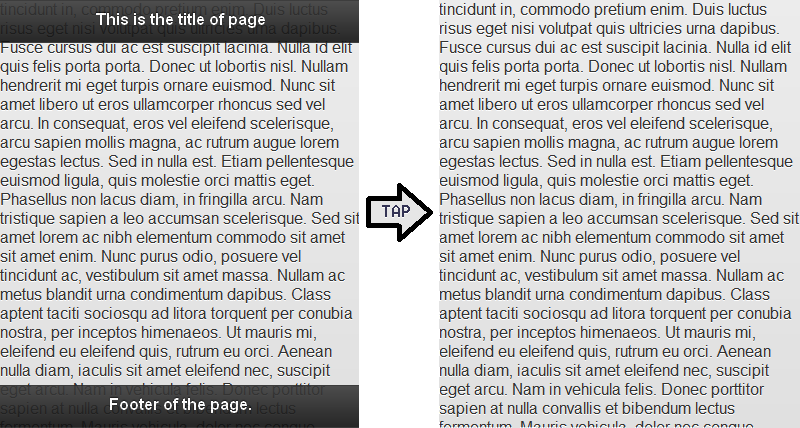 tincidunt in, commodo pretium enim. Duis luctus
This is the title of page
risus eget nisi volutpat quis ultricies urna dapibus.
Fusce cursus dui ac est suscipit lacinia. Nulla id elit
quis felis porta porta. Donec ut lobortis nisl. Nullam
hendrerit mi eget turpis ornare euismod. Nunc sit
amet libero ut eros ullamcorper rhoncus sed vel
arcu. In consequat, eros vel eleifend scelerisque,
arcu sapien mollis magna, ac rutrum augue lorem
egestas lectus. Sed in nulla est. Etiam pellentesque
euismod ligula, quis molestie orci mattis eget.
Phasellus non lacus diam, in fringilla arcu. Nam
tristique sapien a leo accumsan scelerisque. Sed sit
amet lorem ac nibh elementum commodo sit amet
sit amet enim. Nunc purus odio, posuere vel
tincidunt ac, vestibulum sit amet massa. Nullam ac
metus blandit urna condimentum dapibus. Class
aptent taciti sociosqu ad litora torquent per conubia
nostra, per inceptos himenaeos. Ut mauris mi,
eleifend eu eleifend quis, rutrum eu orci. Aenean
nulla diam, iaculis sit amet eleifend nec, suscipit
eget arcu. Nam in vehicula felis. Donec porttitor
Footer of the page.
sapien at nulla convallis et bibendum lectus
fermentum. Mauris vehicula, dolor nec congue
TAP
tincidunt in, commodo pretium enim. Duis luctus
risus eget nisi volutpat quis ultricies urna dapibus.
Fusce cursus dui ac est suscipit lacinia. Nulla id elit
quis felis porta porta. Donec ut lobortis nisl. Nullam
hendrerit mi eget turpis ornare euismod. Nunc sit
amet libero ut eros ullamcorper rhoncus sed vel
arcu. In consequat, eros vel eleifend scelerisque,
arcu sapien mollis magna, ac rutrum augue lorem
egestas lectus. Sed in nulla est. Etiam pellentesque
euismod ligula, quis molestie orci mattis eget.
Phasellus non lacus diam, in fringilla arcu. Nam
tristique sapien a leo accumsan scelerisque. Sed sit
amet lorem ac nibh elementum commodo sit amet
sit amet enim. Nunc purus odio, posuere vel
tincidunt ac, vestibulum sit amet massa. Nullam ac
metus blandit urna condimentum dapibus. Class
aptent taciti sociosqu ad litora torquent per conubia
nostra, per inceptos himenaeos. Ut mauris mi,
eleifend eu eleifend quis, rutrum eu orci. Aenean
nulla diam, iaculis sit amet eleifend nec, suscipit
eget arcu. Nam in vehicula felis. Donec porttitor
sapien at nulla convallis et bibendum lectus
fermentum. Mauris vehicula, dolor nec congue